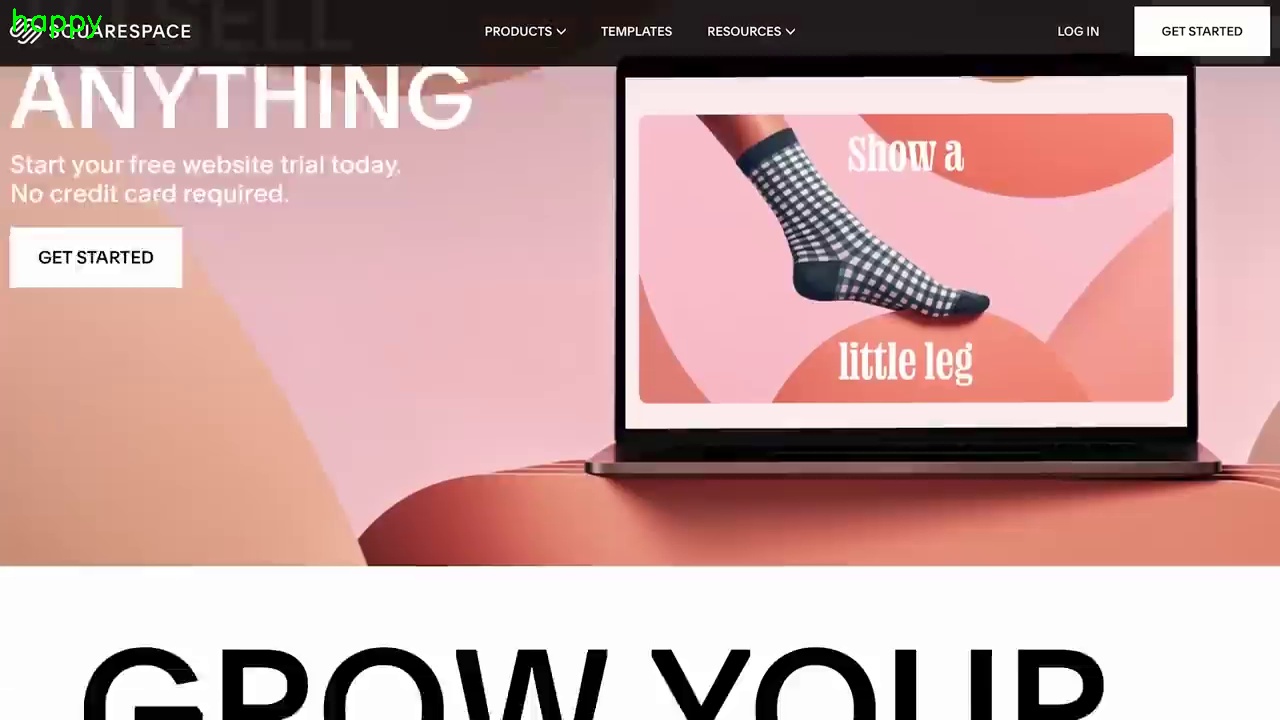 happy
SQUARESPACE
PRODUCTS
TEMPLATES
RESOURCES
LOG IN
GET STARTED
SELL
ANYTHING
Start your free website trial today.
No credit card required.
GET STARTED
Show a
little leg
GROW YOUR